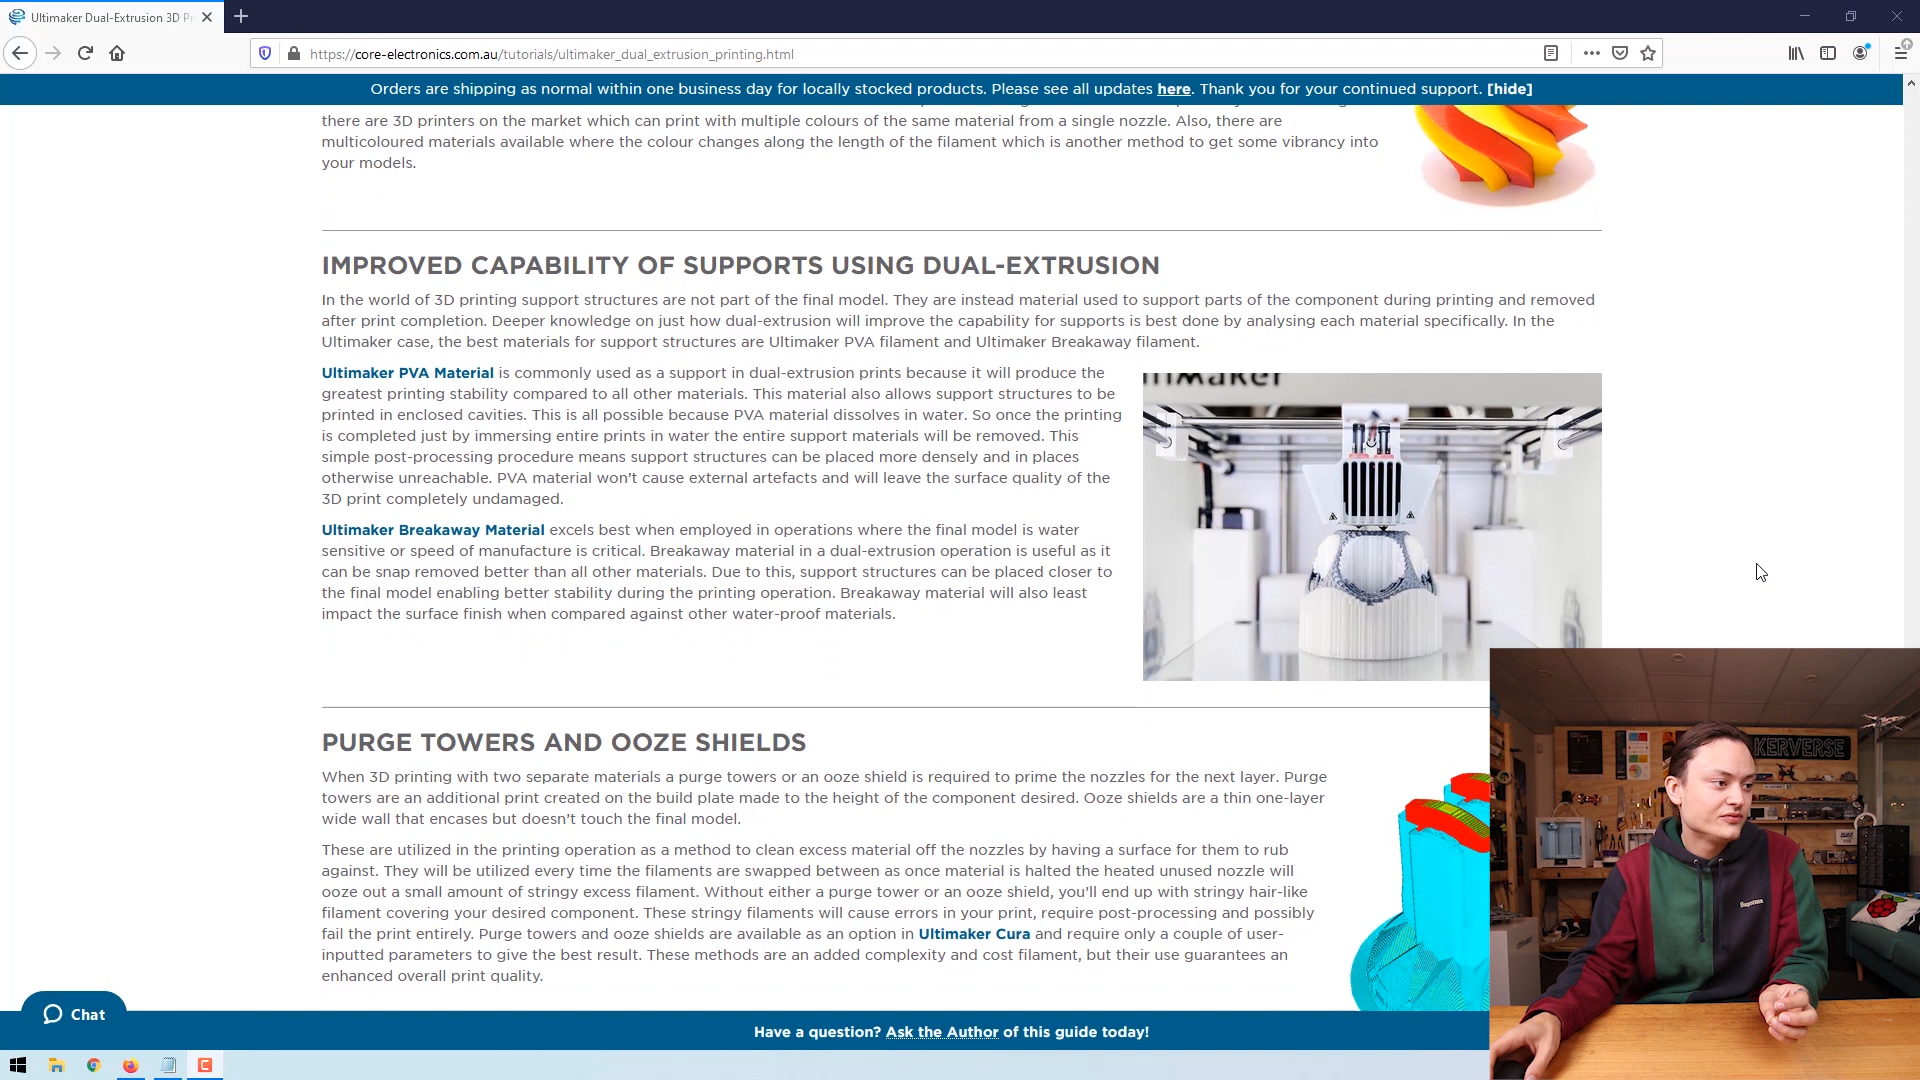 Ultimaker Dual-Extrusion 3D Pr
https://core-electronics.com.au/tutorials/ultimaker_dual_extrusion_printing.html
Orders are shipping as normal within one business day for locally stocked products. Please see all updates here. Thank you for your continued support. [hide]
there are 3D printers on the market which can print with multiple colours of the same material from a single nozzle. Also, there are
multicoloured materials available where the colour changes along the length of the filament which is another method to get some vibrancy into
your models.
IMPROVED CAPABILITY OF SUPPORTS USING DUAL-EXTRUSION
In the world of 3D printing support structures are not part of the final model. They are instead material used to support parts of the component during printing and removed
after print completion. Deeper knowledge on just how dual-extrusion will improve the capability for supports is best done by analysing each material specifically. In the
Ultimaker case, the best materials for support structures are Ultimaker PVA filament and Ultimaker Breakaway filament.
Ultimaker PVA Material is commonly used as a support in dual-extrusion prints because it will produce the
greatest printing stability compared to all other materials. This material also allows support structures to be
printed in enclosed cavities. This is all possible because PVA material dissolves in water. So once the printing
is completed just by immersing entire prints in water the entire support materials will be removed. This
simple post-processing procedure means support structures can be placed more densely and in places
otherwise unreachable. PVA material won't cause external artefacts and will leave the surface quality of the
3D print completely undamaged.
Ultimaker Breakaway Material excels best when employed in operations where the final model is water
sensitive or speed of manufacture is critical. Breakaway material in a dual-extrusion operation is useful as it
can be snap removed better than all other materials. Due to this, support structures can be placed closer to
the final model enabling better stability during the printing operation. Breakaway material will also least
impact the surface finish when compared against other water-proof materials.
PURGE TOWERS AND OOZE SHIELDS
When 3D printing with two separate materials a purge towers or an ooze shield is required to prime the nozzles for the next layer. Purge
towers are an additional print created on the build plate made to the height of the component desired. Ooze shields are a thin one-layer
wide wall that encases but doesn't touch the final model.
These are utilized in the printing operation as a method to clean excess material off the nozzles by having a surface for them to rub
against. They will be utilized every time the filaments are swapped between as once material is halted the heated unused nozzle will
ooze out a small amount of stringy excess filament. Without either a purge tower or an ooze shield, you'll end up with stringy hair-like
filament covering your desired component. These stringy filaments will cause errors in your print, require post-processing and possibly
fail the print entirely. Purge towers and ooze shields are available as an option in Ultimaker Cura and require only a couple of user-
inputted parameters to give the best result. These methods are an added complexity and cost filament, but their use guarantees an
enhanced overall print quality.
KERVERSE
Supreme
Chat
Have a question? Ask the Author of this guide today!